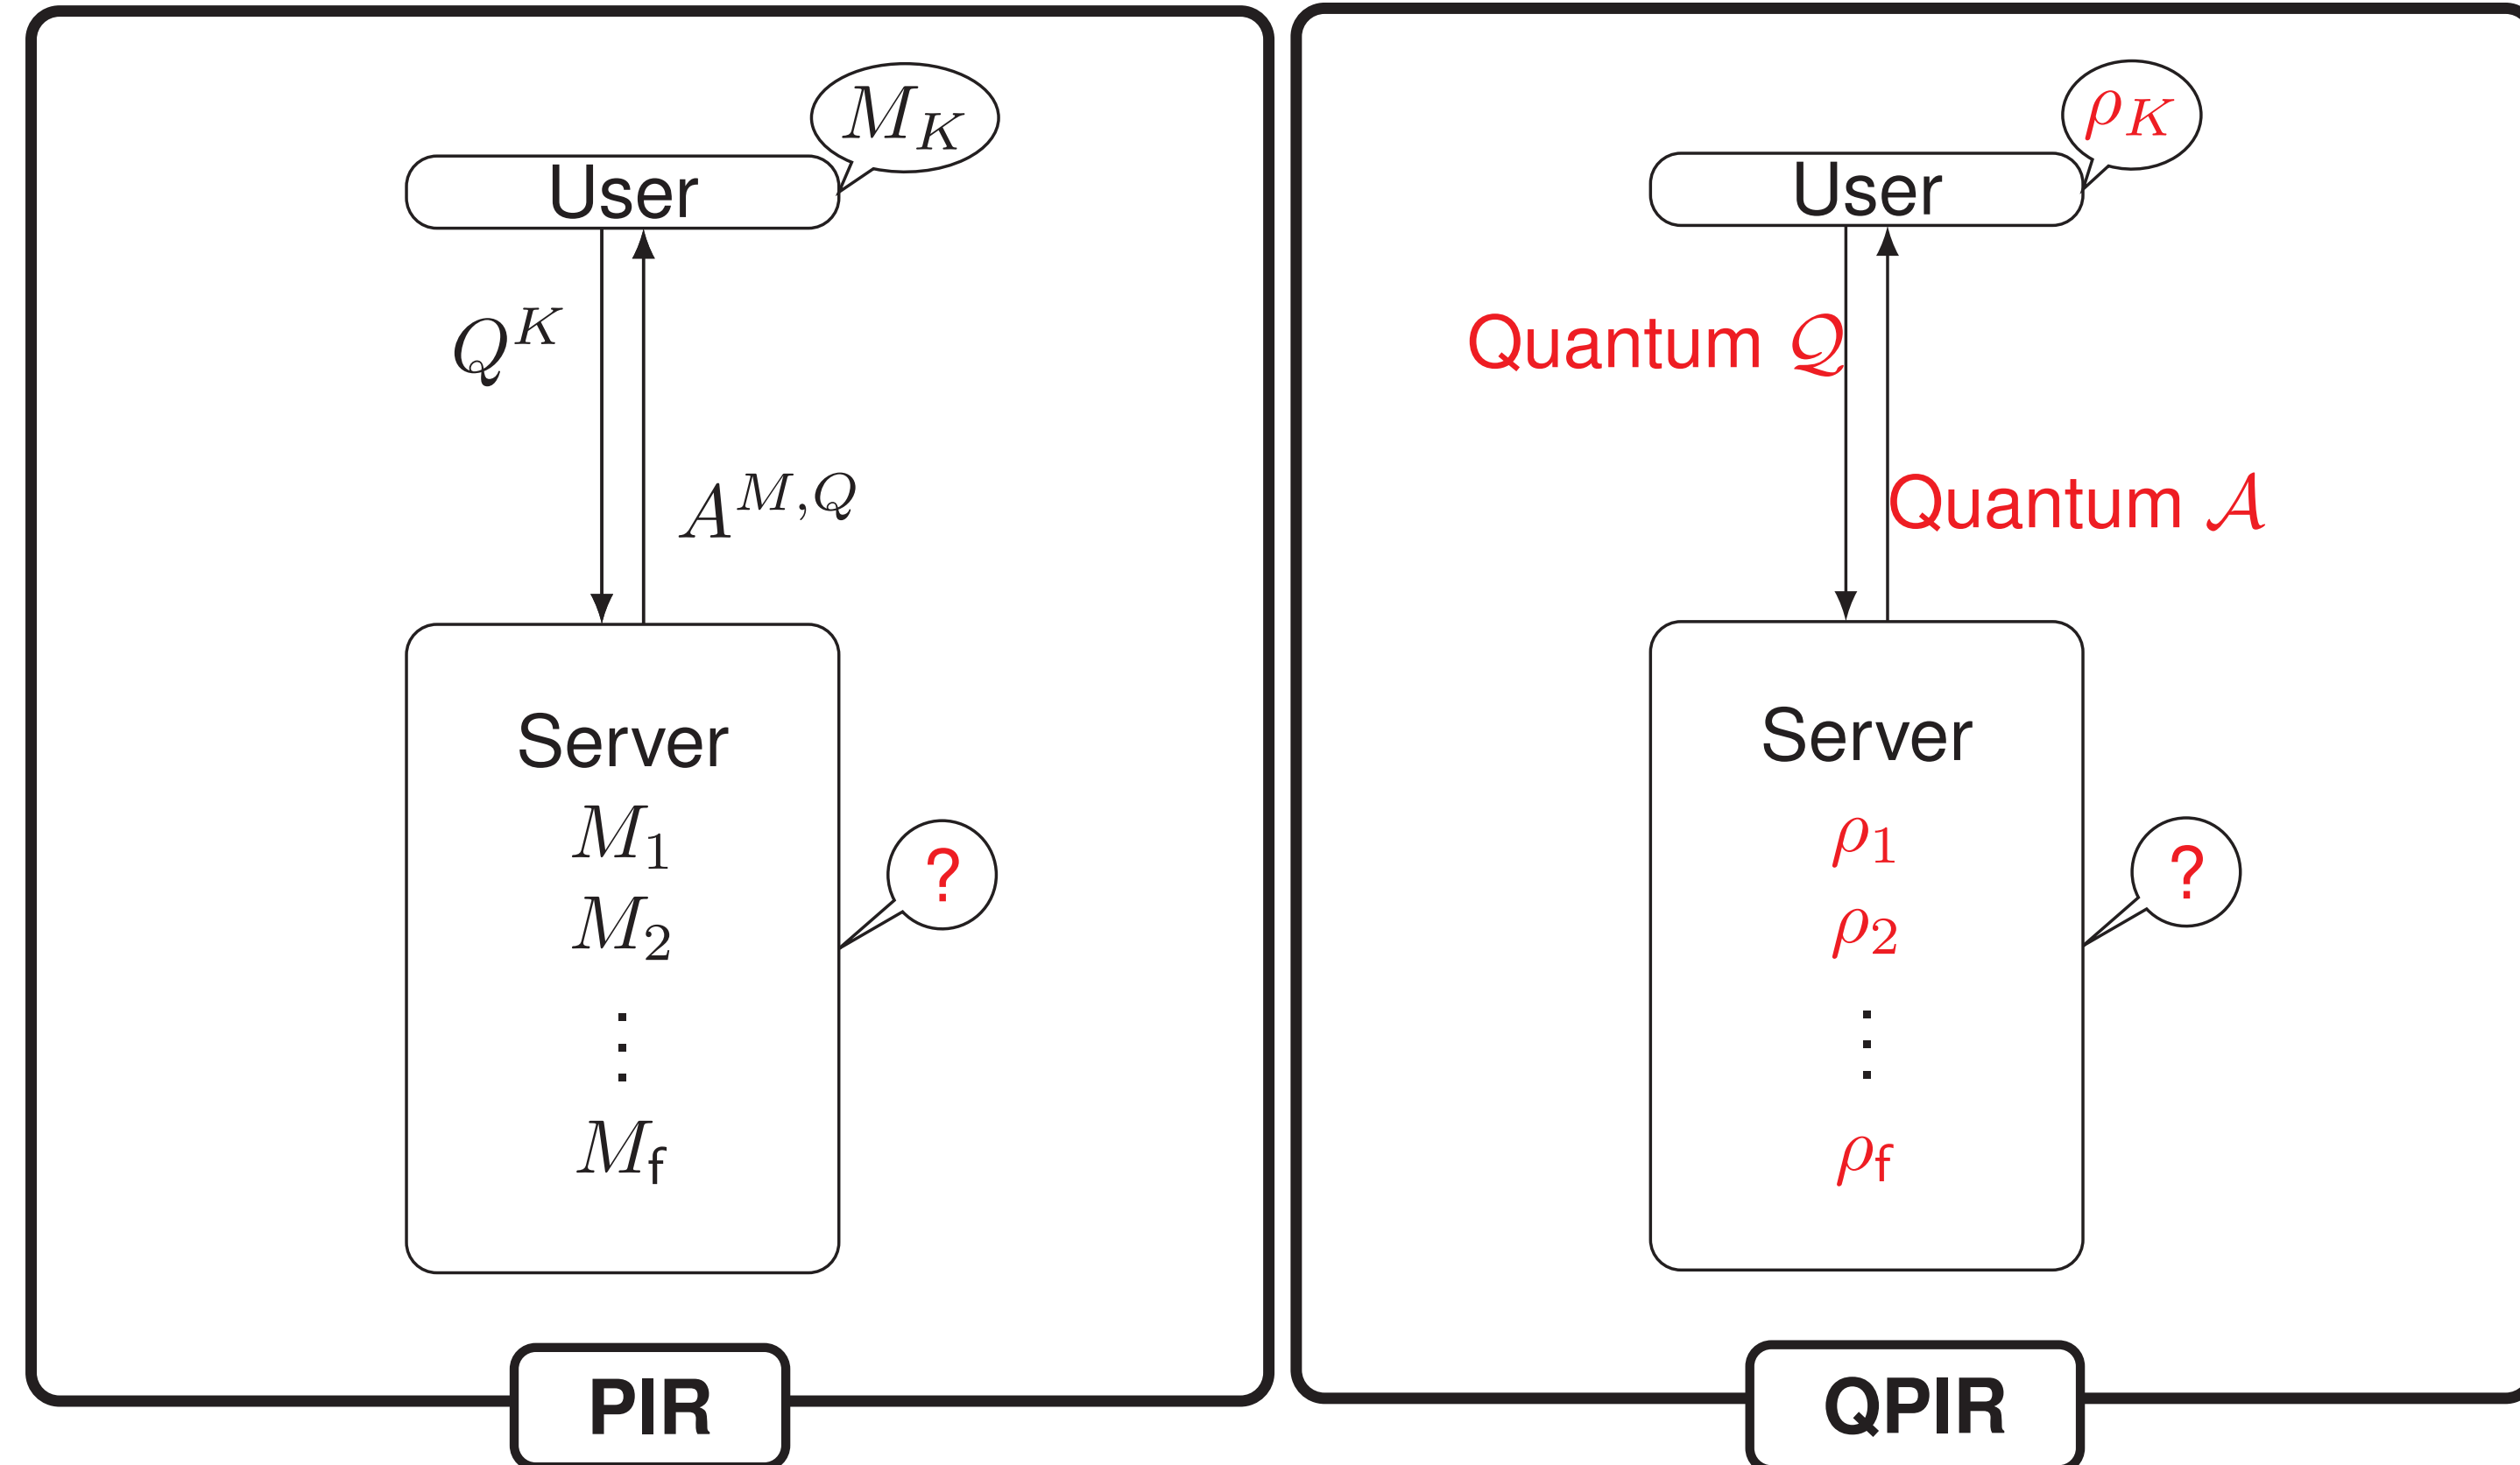 M_K
User
Q^K
A^{M,Q}
Server
M_1
M_2
⋮
M_f
?
PIR
ρ_K
User
Quantum 𝒬
Quantum 𝒜
Server
ρ_1
ρ_2
⋮
ρ_f
?
QPIR